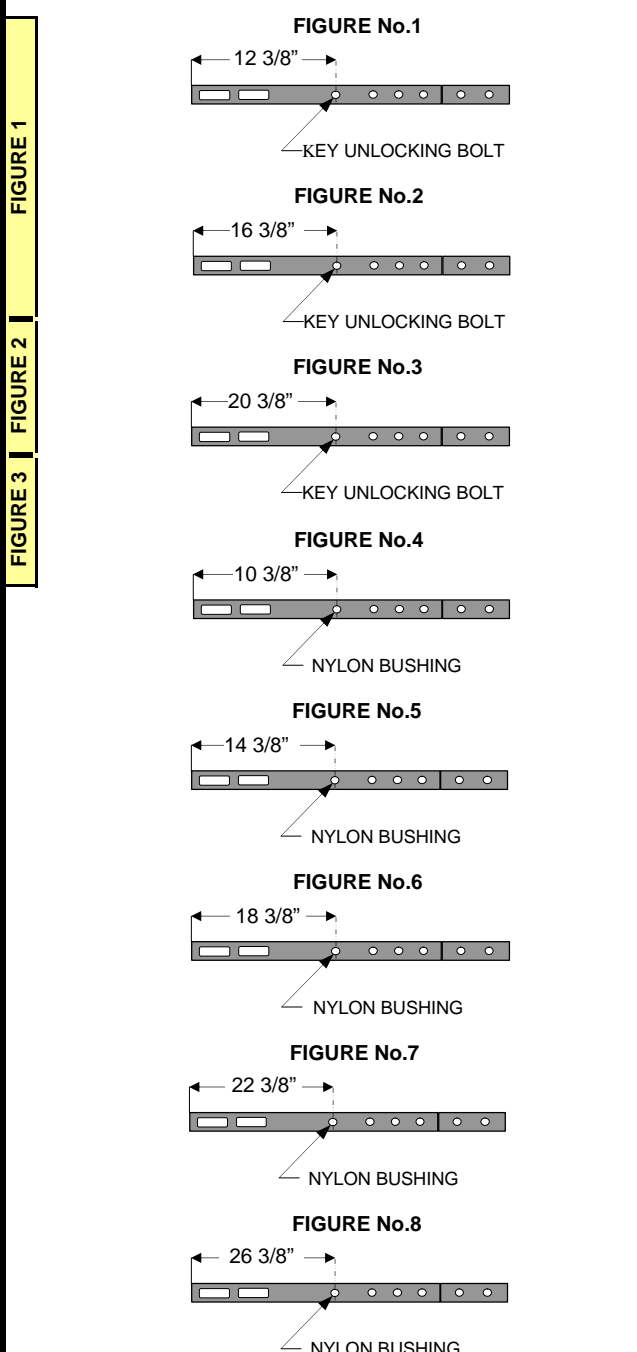 FIGURE 1
FIGURE 2
FIGURE 3
FIGURE No.1
12 3/8”
KEY UNLOCKING BOLT
FIGURE No.2
16 3/8”
KEY UNLOCKING BOLT
FIGURE No.3
20 3/8”
KEY UNLOCKING BOLT
FIGURE No.4
10 3/8”
NYLON BUSHING
FIGURE No.5
14 3/8”
NYLON BUSHING
FIGURE No.6
18 3/8”
NYLON BUSHING
FIGURE No.7
22 3/8”
NYLON BUSHING
FIGURE No.8
26 3/8”
NYLON BUSHING